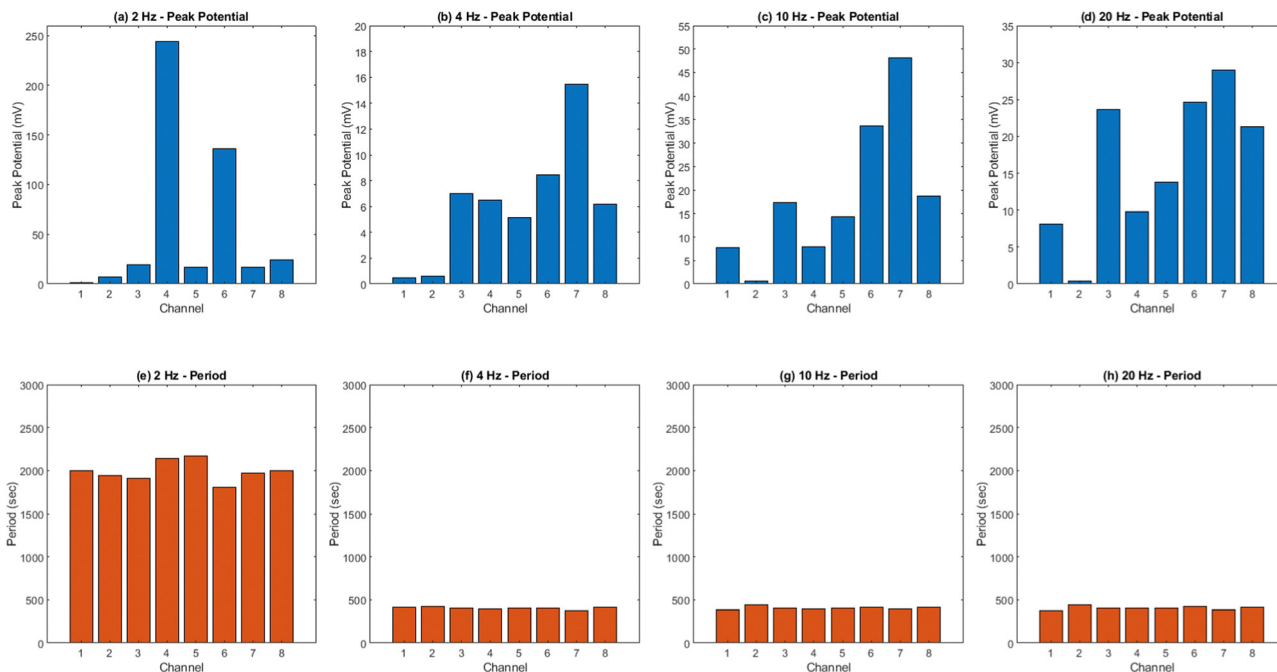 (a) 2 Hz - Peak Potential
250
200
150
100
50
0
Peak Potential (mV)
1 2 3 4 5 6 7 8
Channel
(b) 4 Hz - Peak Potential
20
18
16
14
12
10
8
6
4
2
0
Peak Potential (mV)
1 2 3 4 5 6 7 8
Channel
(c) 10 Hz - Peak Potential
55
50
45
40
35
30
25
20
15
10
5
0
Peak Potential (mV)
1 2 3 4 5 6 7 8
Channel
(d) 20 Hz - Peak Potential
35
30
25
20
15
10
5
0
Peak Potential (mV)
1 2 3 4 5 6 7 8
Channel
(e) 2 Hz - Period
3000
2500
2000
1500
1000
500
0
Period (sec)
1 2 3 4 5 6 7 8
Channel
(f) 4 Hz - Period
3000
2500
2000
1500
1000
500
0
Period (sec)
1 2 3 4 5 6 7 8
Channel
(g) 10 Hz - Period
3000
2500
2000
1500
1000
500
0
Period (sec)
1 2 3 4 5 6 7 8
Channel
(h) 20 Hz - Period
3000
2500
2000
1500
1000
500
0
Period (sec)
1 2 3 4 5 6 7 8
Channel